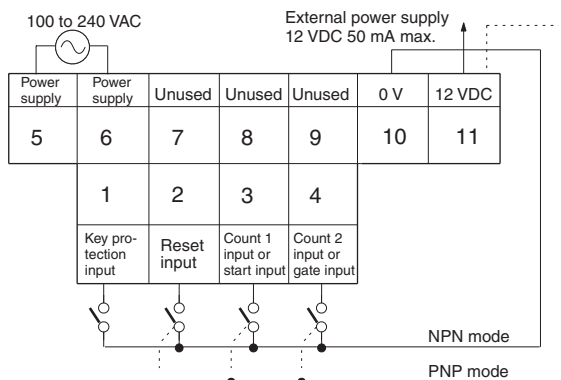 100 to 240 VAC
External power supply
12 VDC 50 mA max.
Power supply
Power supply
Unused
Unused
Unused
0 V
12 VDC
5 6 7 8 9 10 11
1 2 3 4
Key pro-
tection
input
Reset
input
Count 1
input or
start input
Count 2
input or
gate input
NPN mode
PNP mode